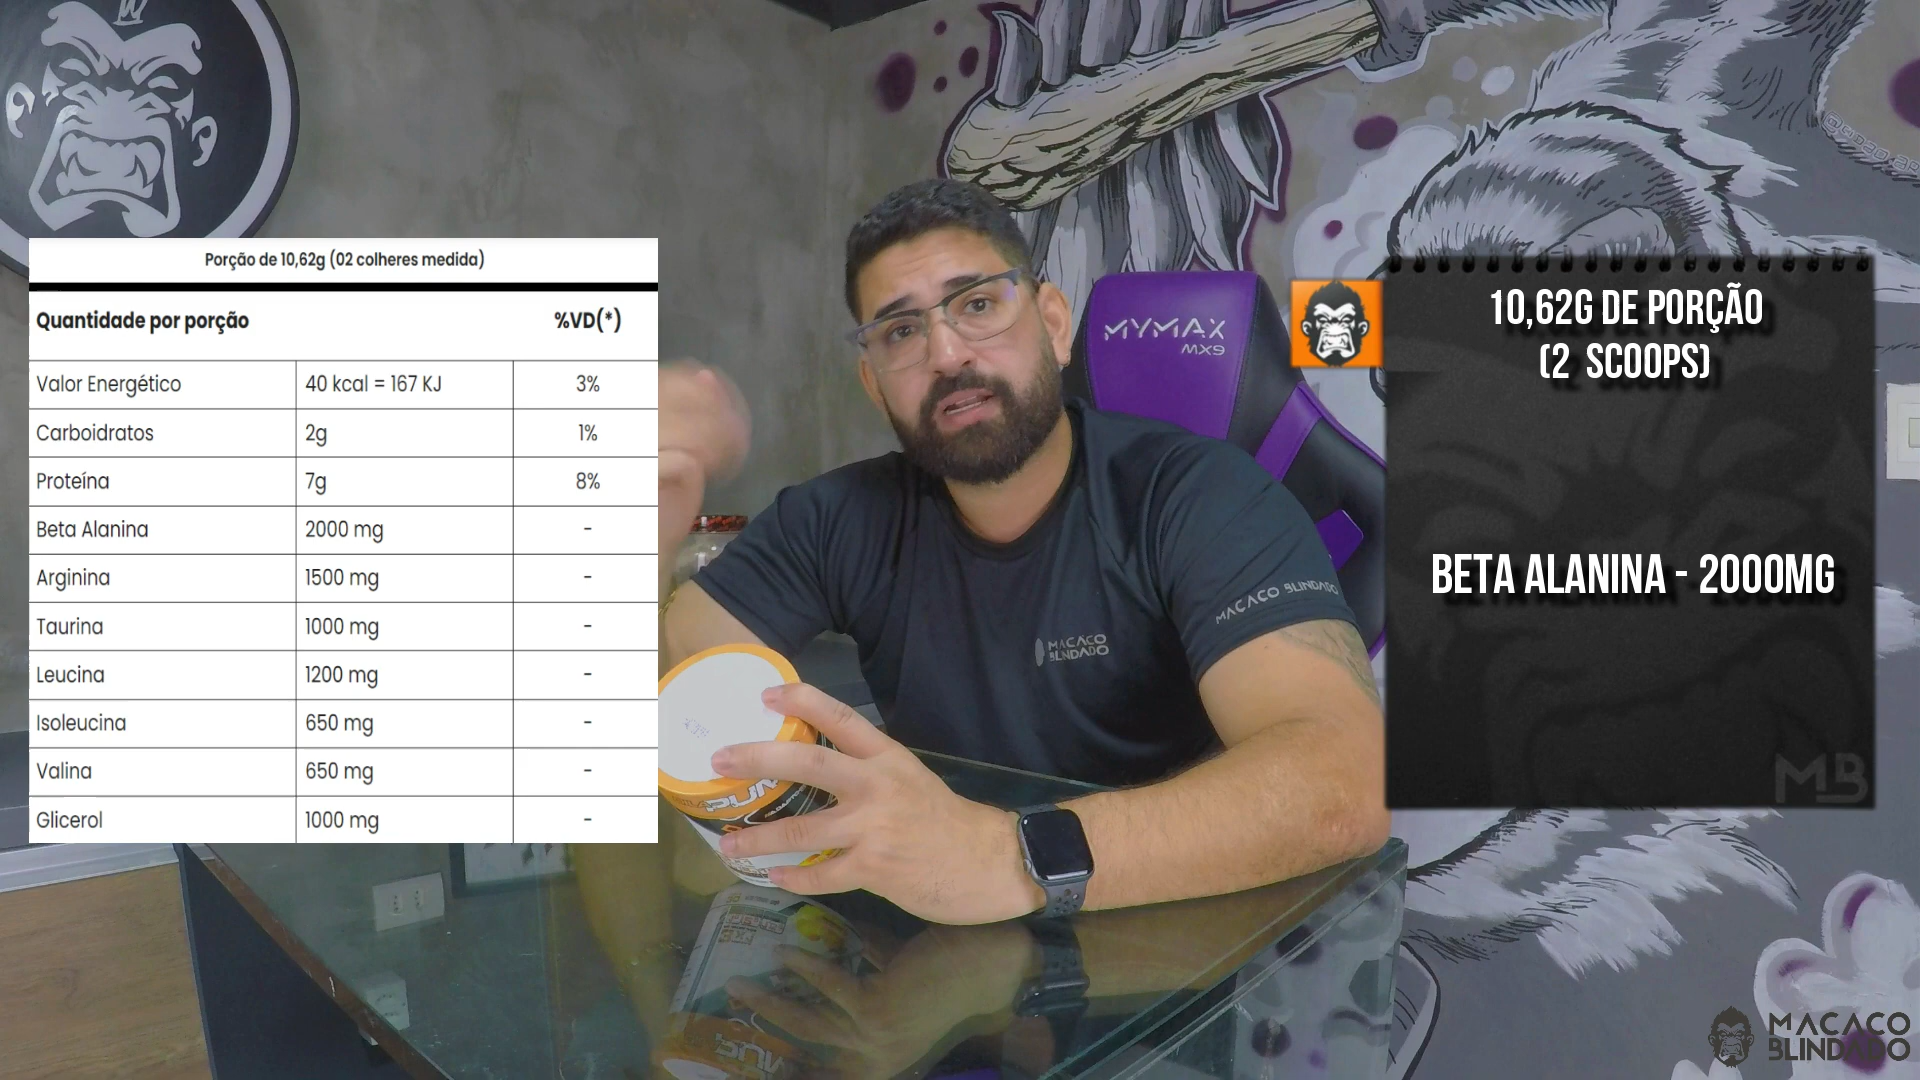 Porção de 10,62g (02 colheres medida)
Quantidade por porção %VD(*)
Valor Energético 40 kcal = 167 KJ 3%
Carboidratos 2g 1%
Proteína 7g 8%
Beta Alanina 2000 mg -
Arginina 1500 mg -
Taurina 1000 mg -
Leucina 1200 mg -
Isoleucina 650 mg -
Valina 650 mg -
Glicerol 1000 mg -
MYMAX
MX9
MACACO BLINDADO
MACACO
BLINDADO
10,62G DE PORÇÃO
(2 SCOOPS)
BETA ALANINA - 2000MG
MB
MACACO
BLINDADO